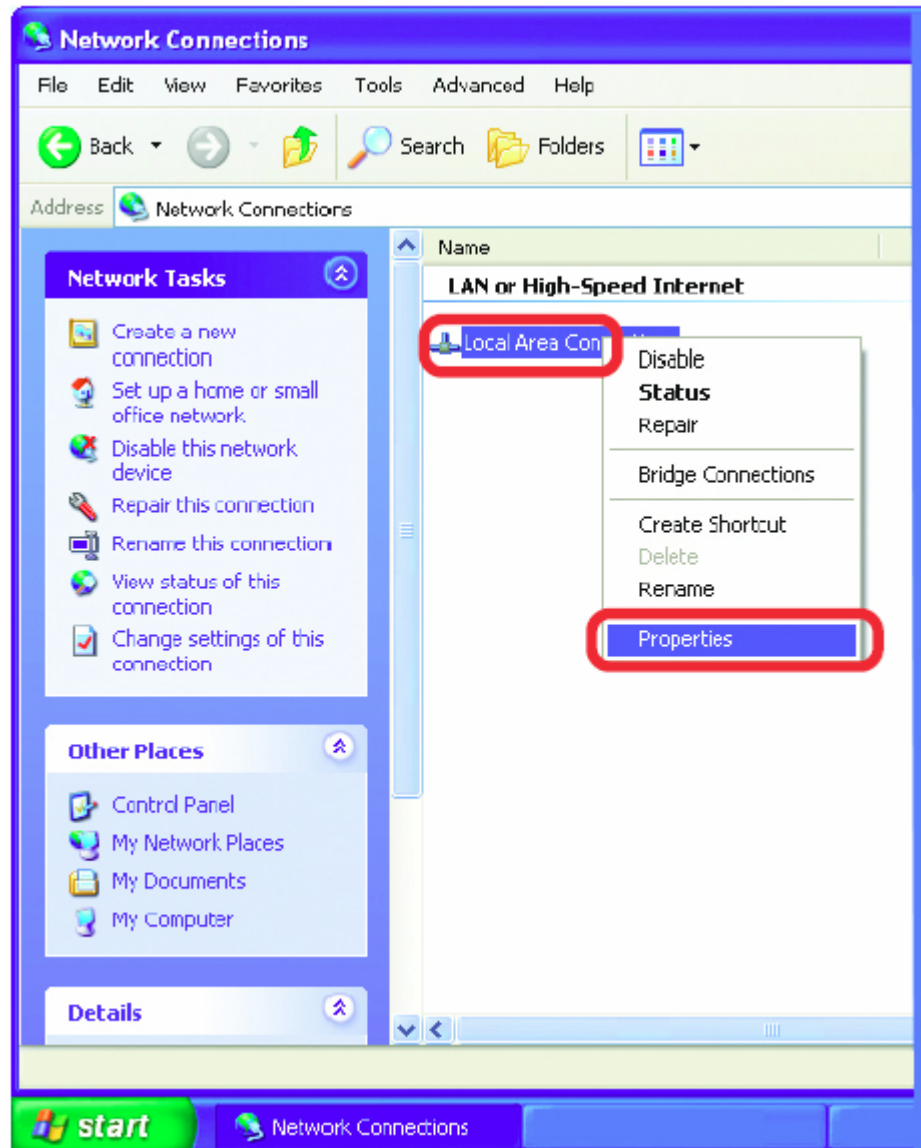 Network Connections
File Edit View Favorites Tools Advanced Help
Back Search Folders
Address Network Connections
Network Tasks
Create a new
connection
Set up a home or small
office network
Disable this network
device
Repair this connection
Rename this connection
View status of this
connection
Change settings of this
connection
Other Places
Control Panel
My Network Places
My Documents
My Computer
Details
Name
LAN or High-Speed Internet
Local Area
Disable
Status
Repair
Bridge Connections
Create Shortcut
Delete
Rename
Properties
start Network Connections